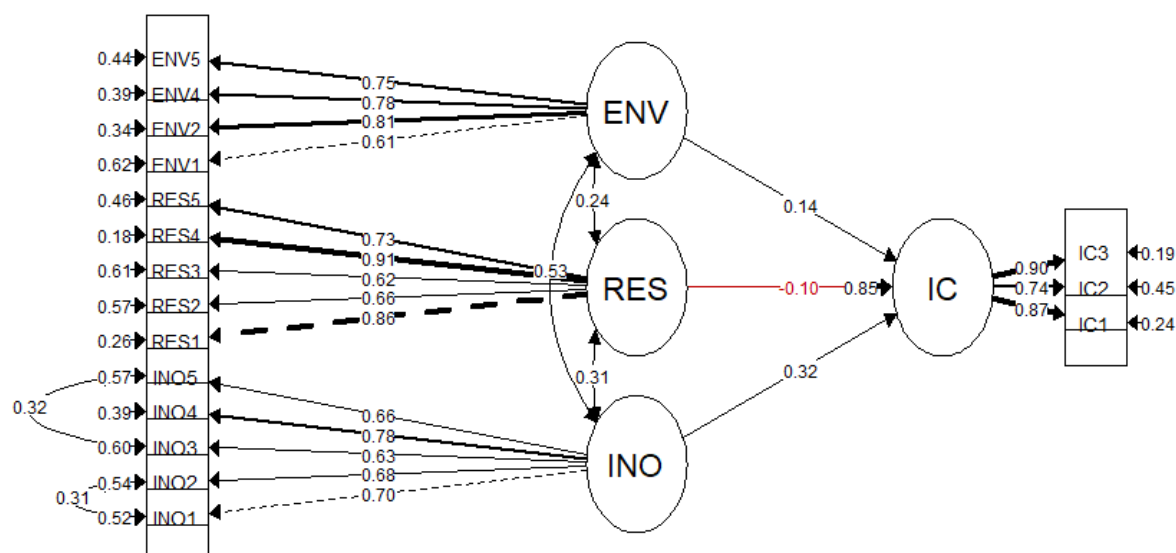 0.44 ENV5 0.75
0.39 ENV4 0.78
0.34 ENV2 0.81
0.62 ENV1 0.61
ENV
0.46 RES5 0.73
0.18 RES4 0.91
0.61 RES3 0.62
0.57 RES2 0.66
0.26 RES1 0.86
RES
0.57 INO5 0.66
0.39 INO4 0.78
0.60 INO3 0.63
0.54 INO2 0.68
0.52 INO1 0.70
INO
0.32
0.31
0.24
0.53
0.31
0.14
-0.10
0.85
0.32
IC
0.90 IC3 0.19
0.74 IC2 0.45
0.87 IC1 0.24